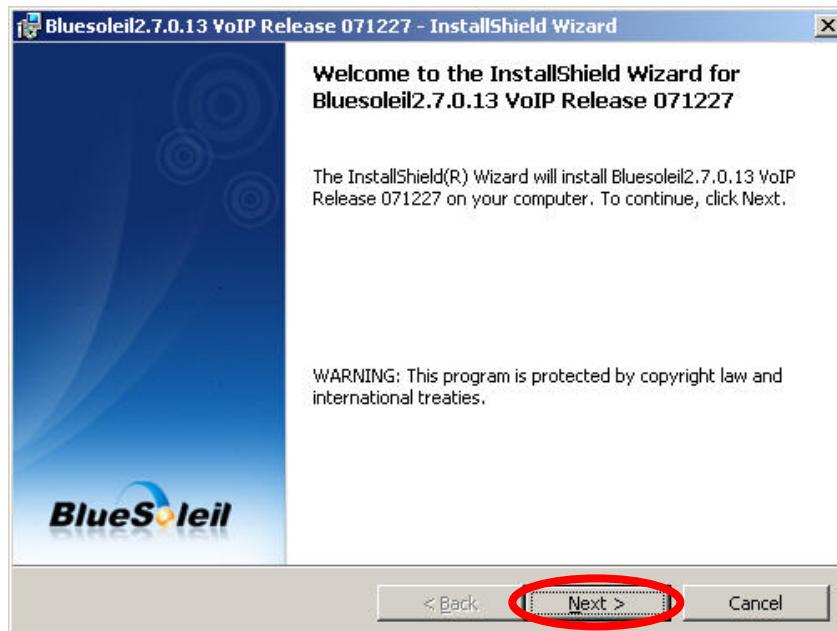 Bluesoleil2.7.0.13 VoIP Release 071227 - InstallShield Wizard
Welcome to the InstallShield Wizard for
Bluesoleil2.7.0.13 VoIP Release 071227
The InstallShield(R) Wizard will install Bluesoleil2.7.0.13 VoIP
Release 071227 on your computer. To continue, click Next.
WARNING: This program is protected by copyright law and
international treaties.
BlueSoleil
< Back
Next >
Cancel